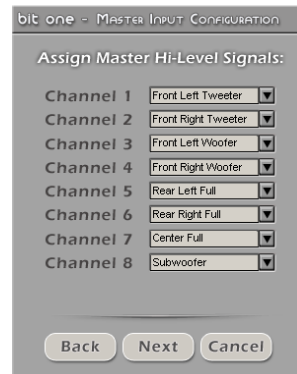 bit one - Master Input Configuration
Assign Master Hi-Level Signals:
Channel 1 Front Left Tweeter
Channel 2 Front Right Tweeter
Channel 3 Front Left Woofer
Channel 4 Front Right Woofer
Channel 5 Rear Left Full
Channel 6 Rear Right Full
Channel 7 Center Full
Channel 8 Subwoofer
Back Next Cancel